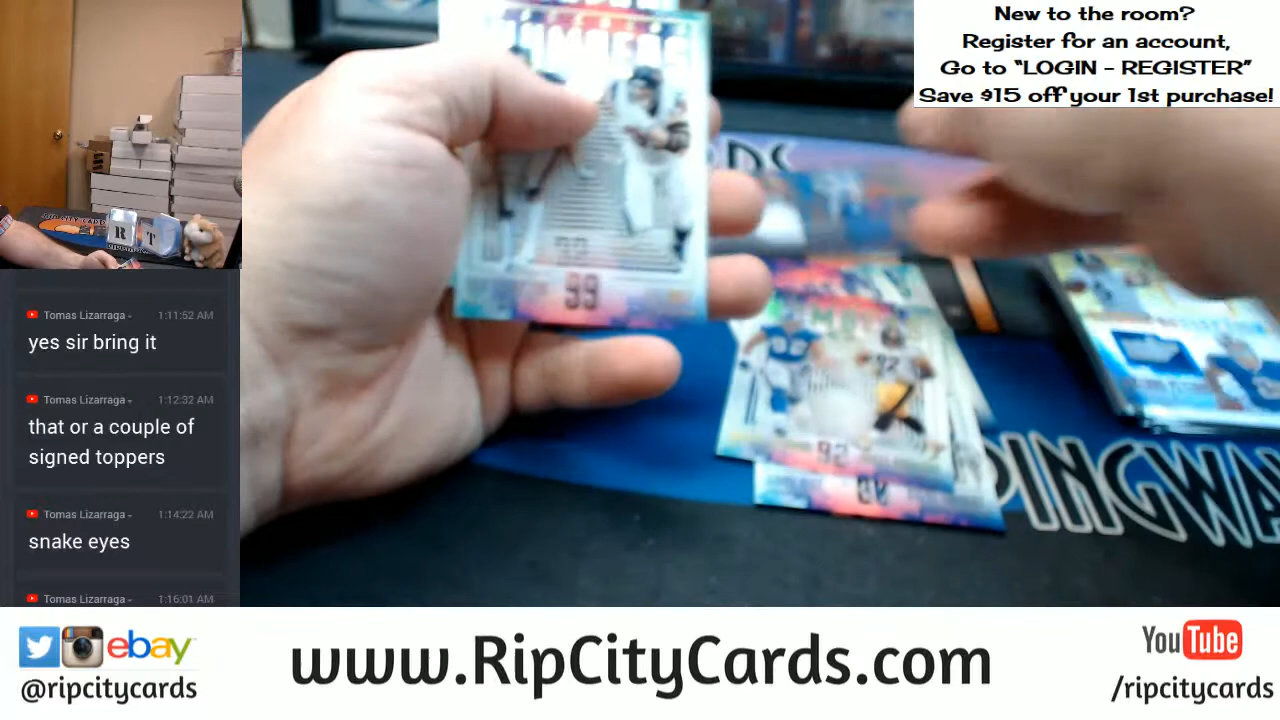 New to the room?
Register for an account,
Go to "LOGIN - REGISTER"
Save $15 off your 1st purchase!
R T
99
92
Tomas Lizarraga
1:11:52 AM
yes sir bring it
Tomas Lizarraga
1:12:32 AM
that or a couple of
signed toppers
Tomas Lizarraga
1:14:22 AM
snake eyes
Tomas Lizarraga
1:16:01 AM
ebay
@ripcitycards
www.RipCityCards.com
YouTube
/ripcitycards